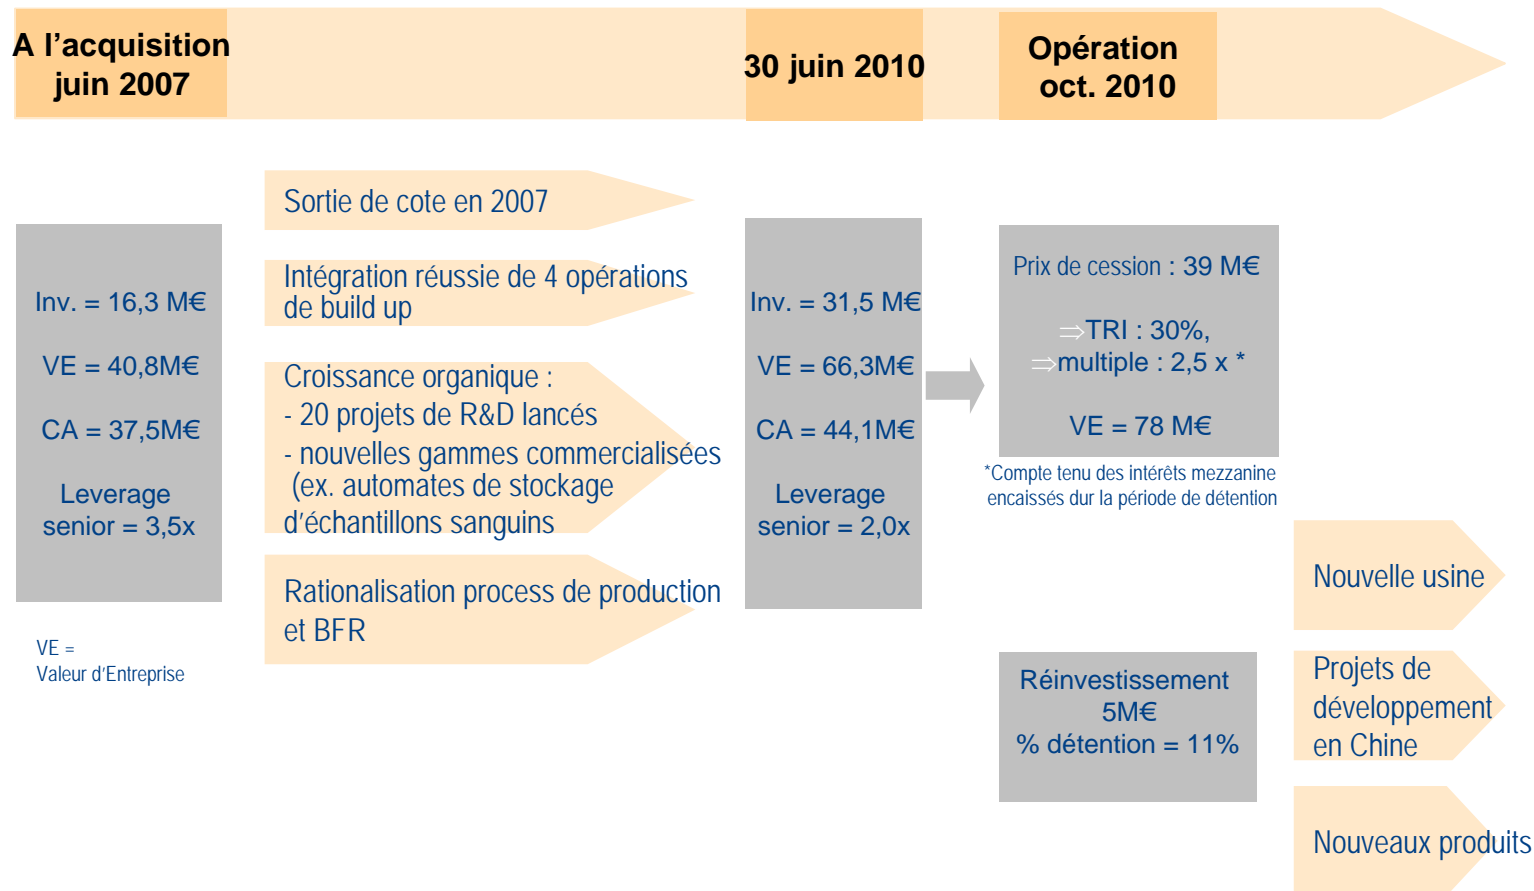 A l’acquisition
juin 2007
30 juin 2010
Opération
oct. 2010
Inv. = 16,3 M€
VE = 40,8M€
CA = 37,5M€
Leverage
senior = 3,5x
VE =
Valeur d’Entreprise
Sortie de cote en 2007
Intégration réussie de 4 opérations
de build up
Croissance organique :
- 20 projets de R&D lancés
- nouvelles gammes commercialisées
(ex. automates de stockage
d’échantillons sanguins
Rationalisation process de production
et BFR
Inv. = 31,5 M€
VE = 66,3M€
CA = 44,1M€
Leverage
senior = 2,0x
Prix de cession : 39 M€
⇒TRI : 30%,
⇒multiple : 2,5 x *
VE = 78 M€
*Compte tenu des intérêts mezzanine
encaissés dur la période de détention
Réinvestissement
5M€
% détention = 11%
Nouvelle usine
Projets de
développement
en Chine
Nouveaux produits